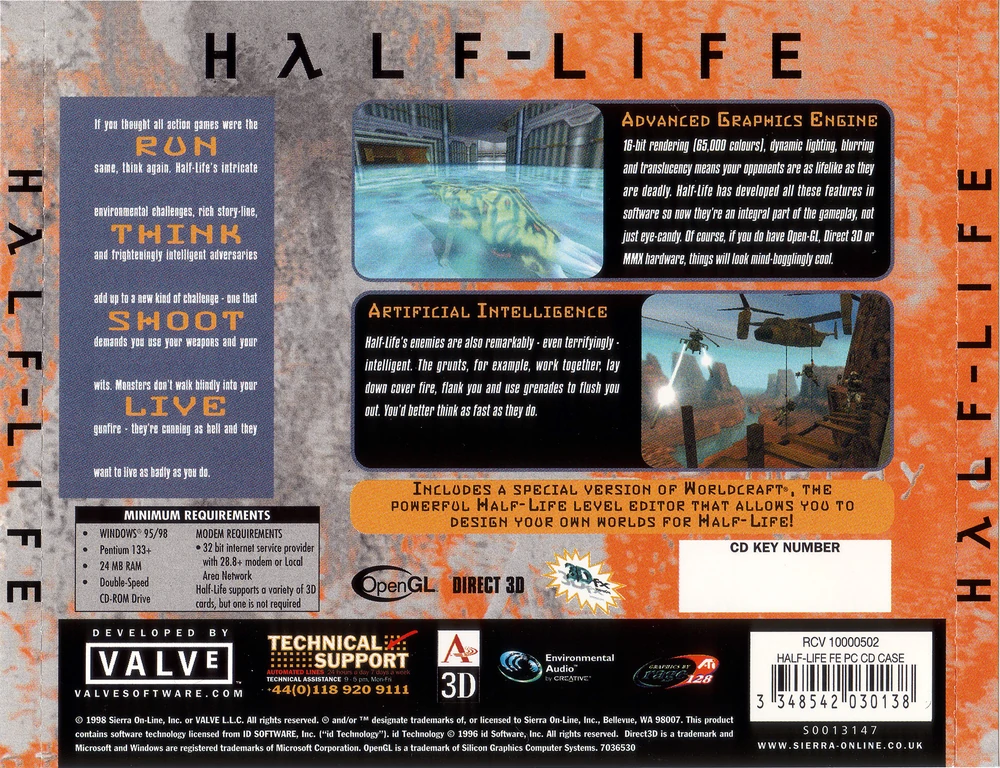 HλLF-LIFE
HλLF-LIFE
HλLF-LIFE
If you thought all action games were the
RUN
same, think again. Half-Life's intricate
environmental challenges, rich story-line,
THINK
and frighteningly intelligent adversaries
add up to a new kind of challenge - one that
SHOOT
demands you use your weapons and your
wits. Monsters don't walk blindly into your
LIVE
gunfire - they're cunning as hell and they
want to live as badly as you do.
ADVANCED GRAPHICS ENGINE
16-bit rendering (65,000 colours), dynamic lighting, blurring
and translucency means your opponents are as lifelike as they
are deadly. Half-Life has developed all these features in
software so now they're an integral part of the gameplay, not
just eye-candy. Of course, if you do have Open-GL, Direct 3D or
MMX hardware, things will look mind-bogglingly cool.
ARTIFICIAL INTELLIGENCE
Half-Life's enemies are also remarkably - even terrifyingly -
intelligent. The grunts, for example, work together, lay
down cover fire, flank you and use grenades to flush you
out. You'd better think as fast as they do.
INCLUDES A SPECIAL VERSION OF WORLDCRAFT®, THE
POWERFUL HALF-LIFE LEVEL EDITOR THAT ALLOWS YOU TO
DESIGN YOUR OWN WORLDS FOR HALF-LIFE!
MINIMUM REQUIREMENTS
• WINDOWS® 95/98
• Pentium 133+
• 24 MB RAM
• Double-Speed
CD-ROM Drive
MODEM REQUIREMENTS
• 32 bit internet service provider
with 28.8+ modem or Local
Area Network
Half-Life supports a variety of 3D
cards, but one is not required
OpenGL
DIRECT 3D
3Dfx
CD KEY NUMBER
DEVELOPED BY
VALVE
VALVESOFTWARE.COM
TECHNICAL
SUPPORT
AUTOMATED LINES 24 hours a day 7 days a week
TECHNICAL ASSISTANCE 9-5 pm, Mon-Fri
+44(0)118 920 9111
A
3D
Environmental
Audio™
by CREATIVE®
GRAPHICS BY ATi
rage 128
RCV 10000502
HALF-LIFE FE PC CD CASE
3 348542 030138
S0013147
WWW.SIERRA-ONLINE.CO.UK
© 1998 Sierra On-Line, Inc. or VALVE L.L.C. All rights reserved. ® and/or ™ designate trademarks of, or licensed to Sierra On-Line, Inc., Bellevue, WA 98007. This product
contains software technology licensed from ID SOFTWARE, INC. ("id Technology"). id Technology © 1996 id Software, Inc. All rights reserved. Direct3D is a trademark and
Microsoft and Windows are registered trademarks of Microsoft Corporation. OpenGL is a trademark of Silicon Graphics Computer Systems. 7036530